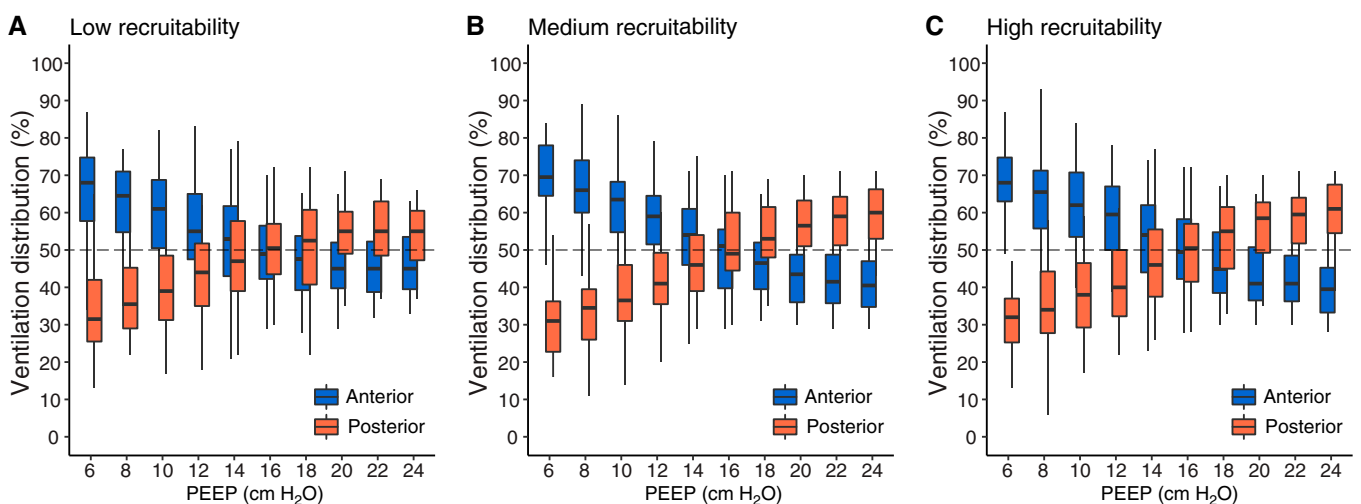 A Low recruitability
Ventilation distribution (%)
100
90
80
70
60
50
40
30
20
10
0
Anterior
Posterior
6 8 10 12 14 16 18 20 22 24
PEEP (cm H₂O)
B Medium recruitability
Ventilation distribution (%)
100
90
80
70
60
50
40
30
20
10
0
Anterior
Posterior
6 8 10 12 14 16 18 20 22 24
PEEP (cm H₂O)
C High recruitability
Ventilation distribution (%)
100
90
80
70
60
50
40
30
20
10
0
Anterior
Posterior
6 8 10 12 14 16 18 20 22 24
PEEP (cm H₂O)